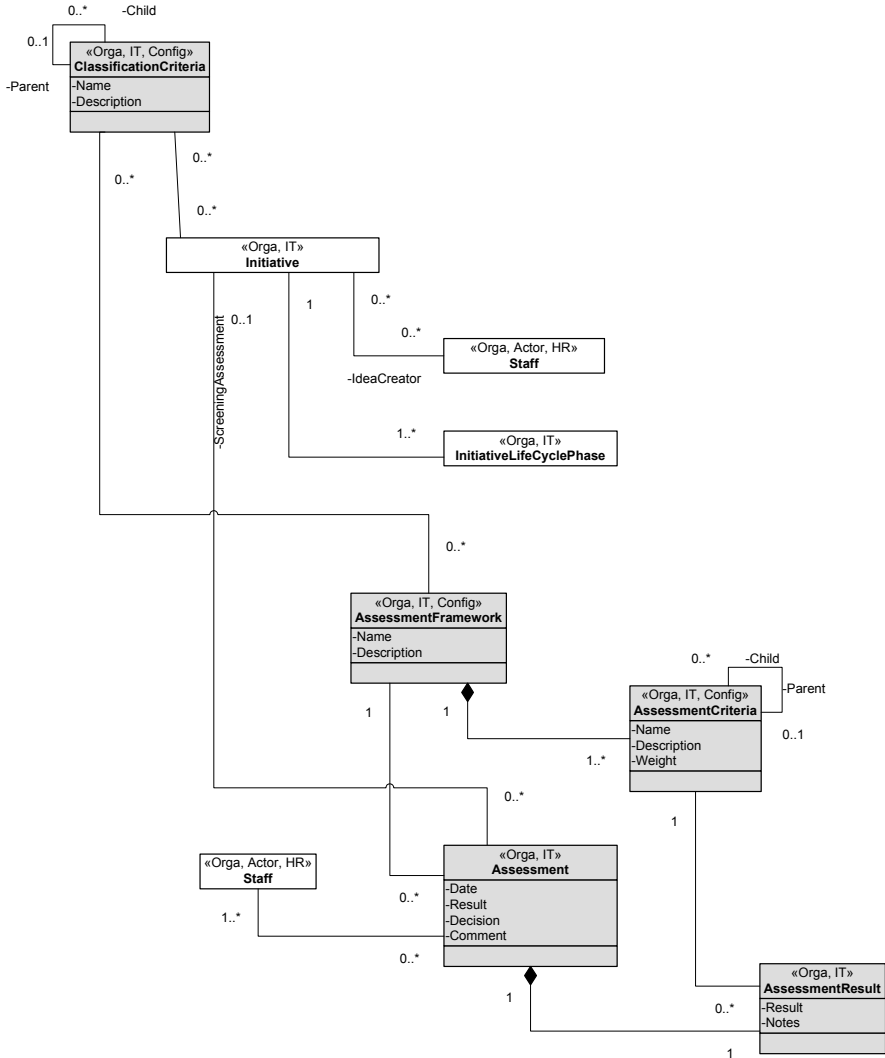 0..*
-Child
0..1
«Orga, IT, Config»
ClassificationCriteria
-Parent
-Name
-Description
0..*
0..*
0..*
«Orga, IT»
Initiative
-ScreeningAssessment
0..1
1
0..*
0..*
«Orga, Actor, HR»
Staff
-IdeaCreator
1..*
«Orga, IT»
InitiativeLifeCyclePhase
0..*
«Orga, IT, Config»
AssessmentFramework
-Name
-Description
0..*
-Child
-Parent
«Orga, IT, Config»
AssessmentCriteria
1
1
0..1
-Name
-Description
-Weight
1..*
0..*
1
«Orga, IT»
Assessment
«Orga, Actor, HR»
Staff
-Date
-Result
-Decision
-Comment
0..*
1..*
0..*
«Orga, IT»
AssessmentResult
1
0..*
-Result
-Notes
1